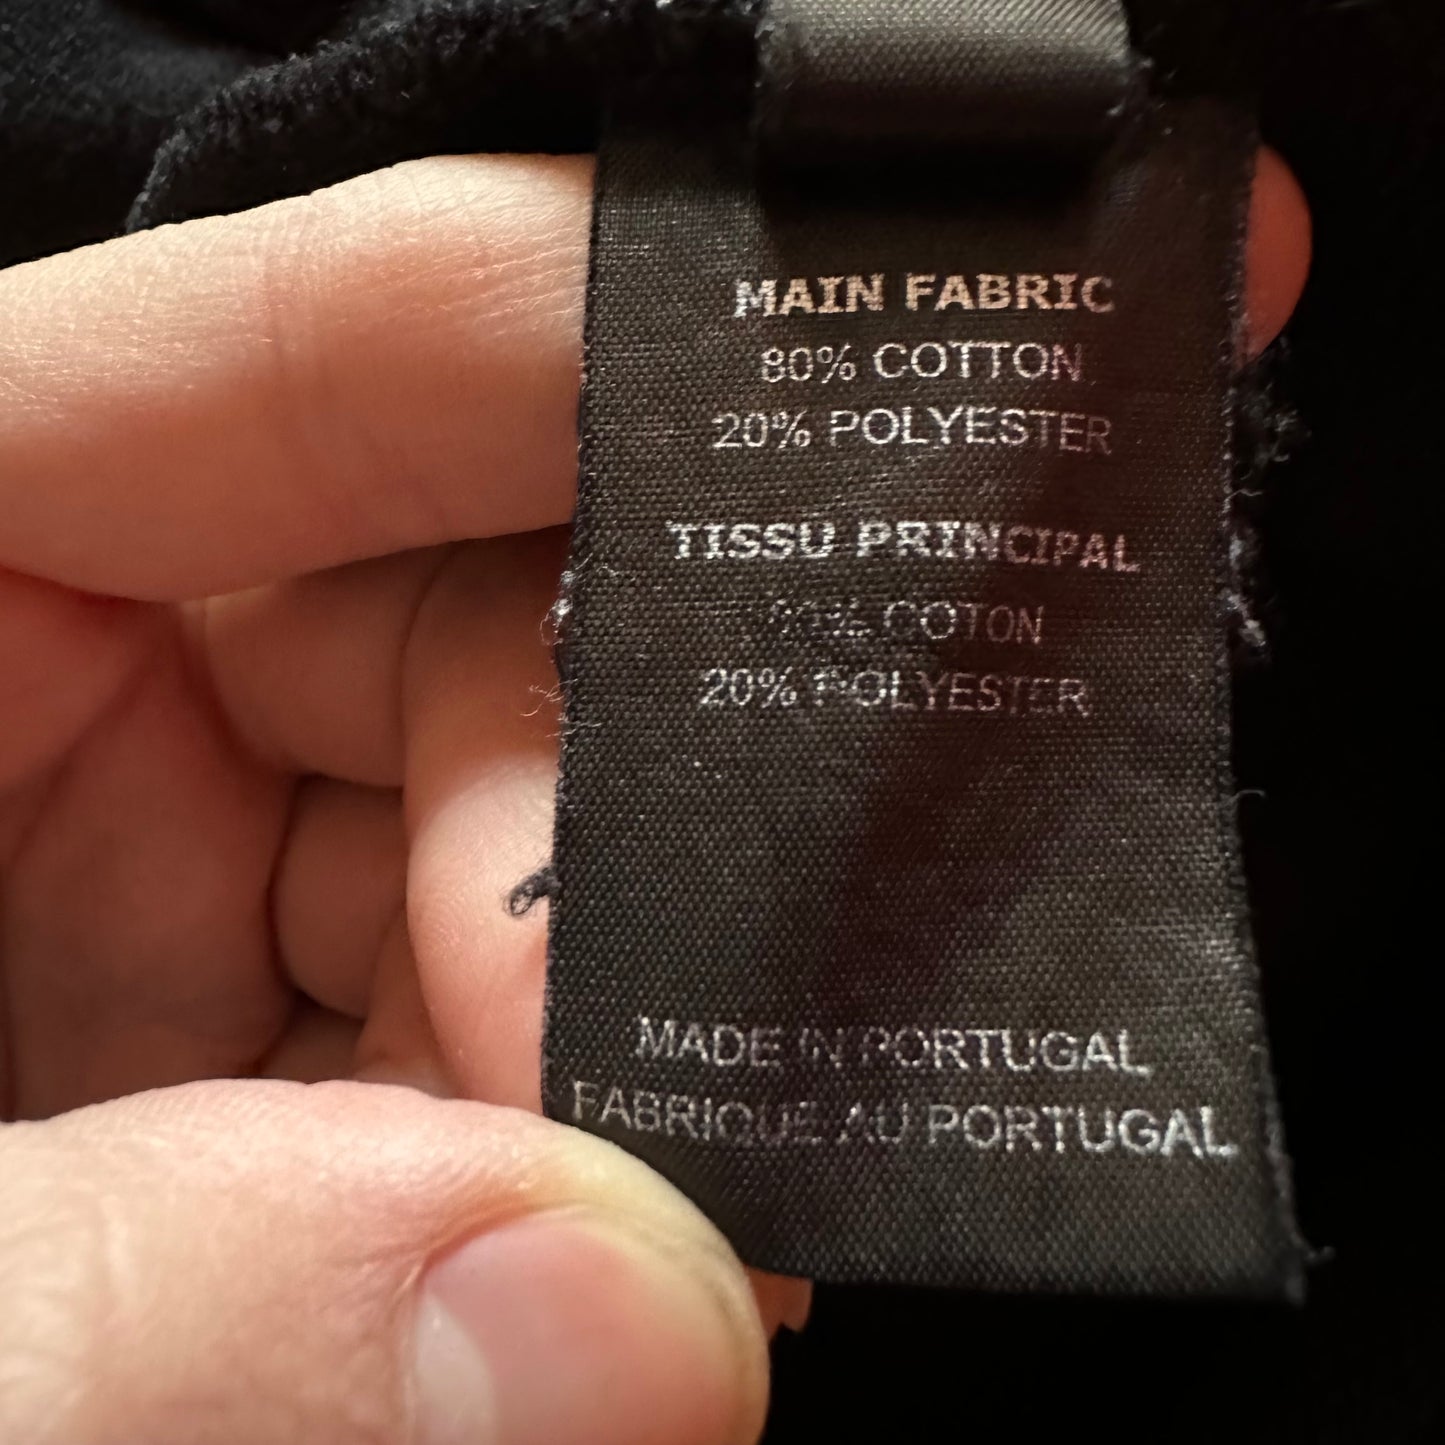 MAIN FABRIC
80% COTTON
20% POLYESTER
TISSU PRINCIPAL
COTON
20% POLYESTER
MADE IN PORTUGAL
FABRIQUE AU PORTUGAL